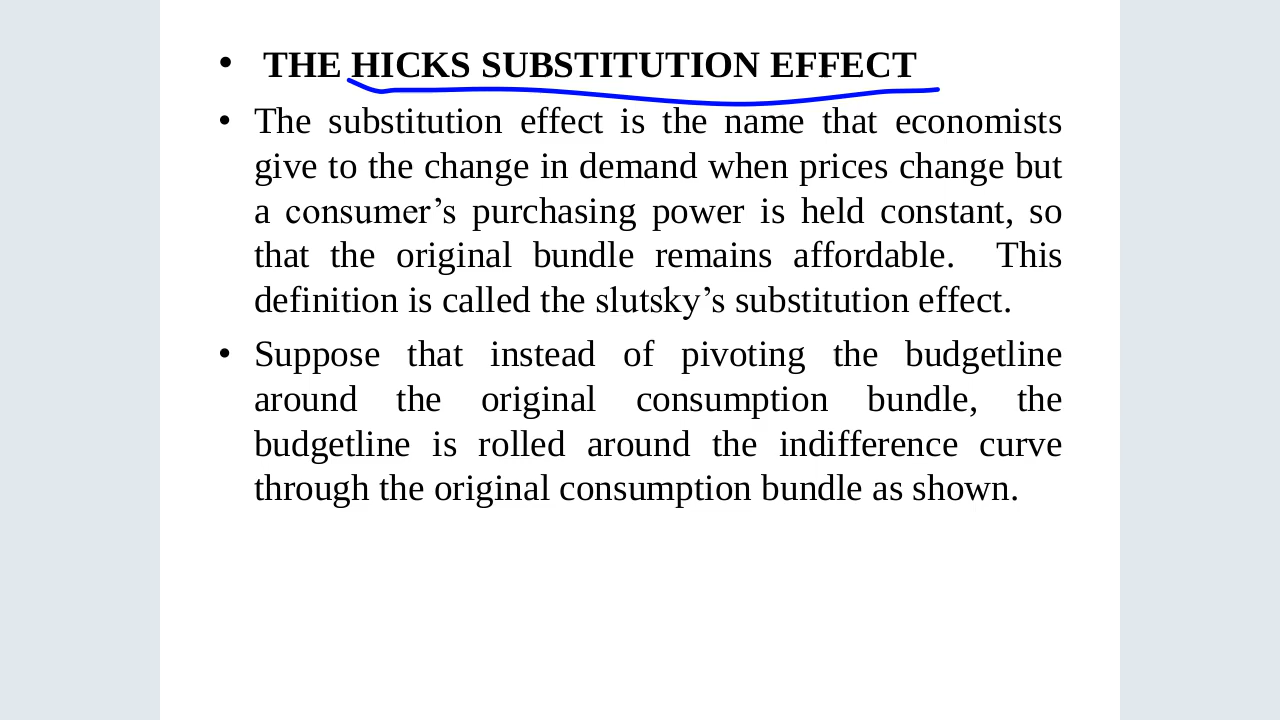 • THE HICKS SUBSTITUTION EFFECT
• The substitution effect is the name that economists
give to the change in demand when prices change but
a consumer’s purchasing power is held constant, so
that the original bundle remains affordable. This
definition is called the slutsky’s substitution effect.
• Suppose that instead of pivoting the budgetline
around the original consumption bundle, the
budgetline is rolled around the indifference curve
through the original consumption bundle as shown.